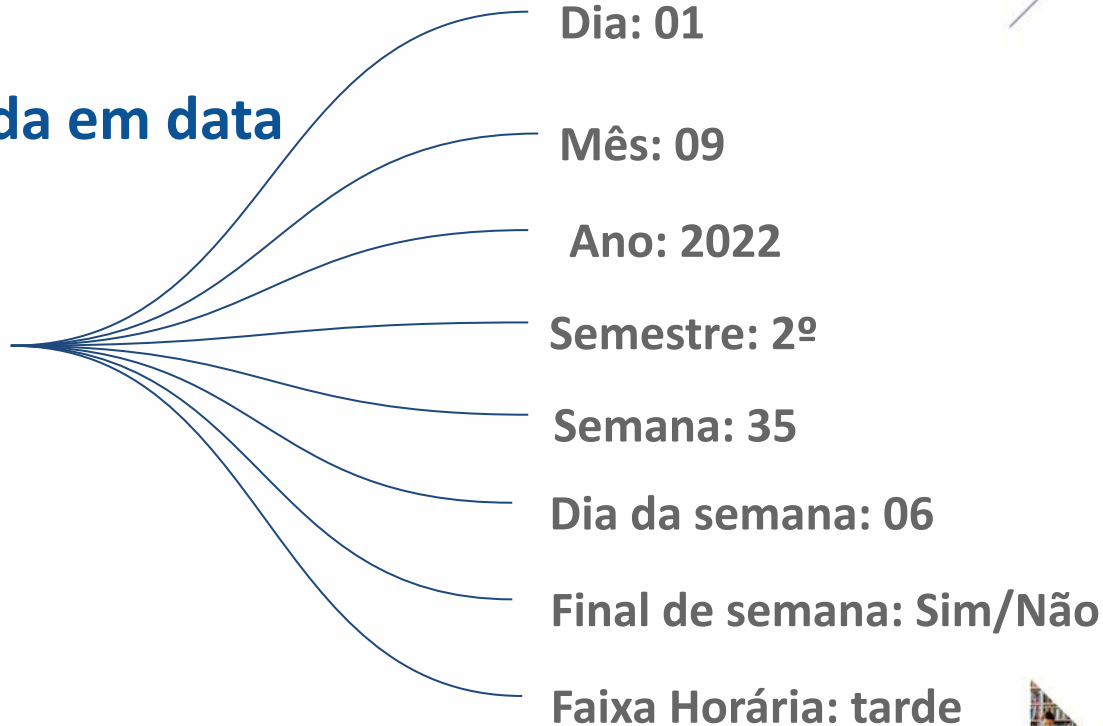 Dia: 01
da em data
Mês: 09
Ano: 2022
Semestre: 2º
Semana: 35
Dia da semana: 06
Final de semana: Sim/Não
Faixa Horária: tarde